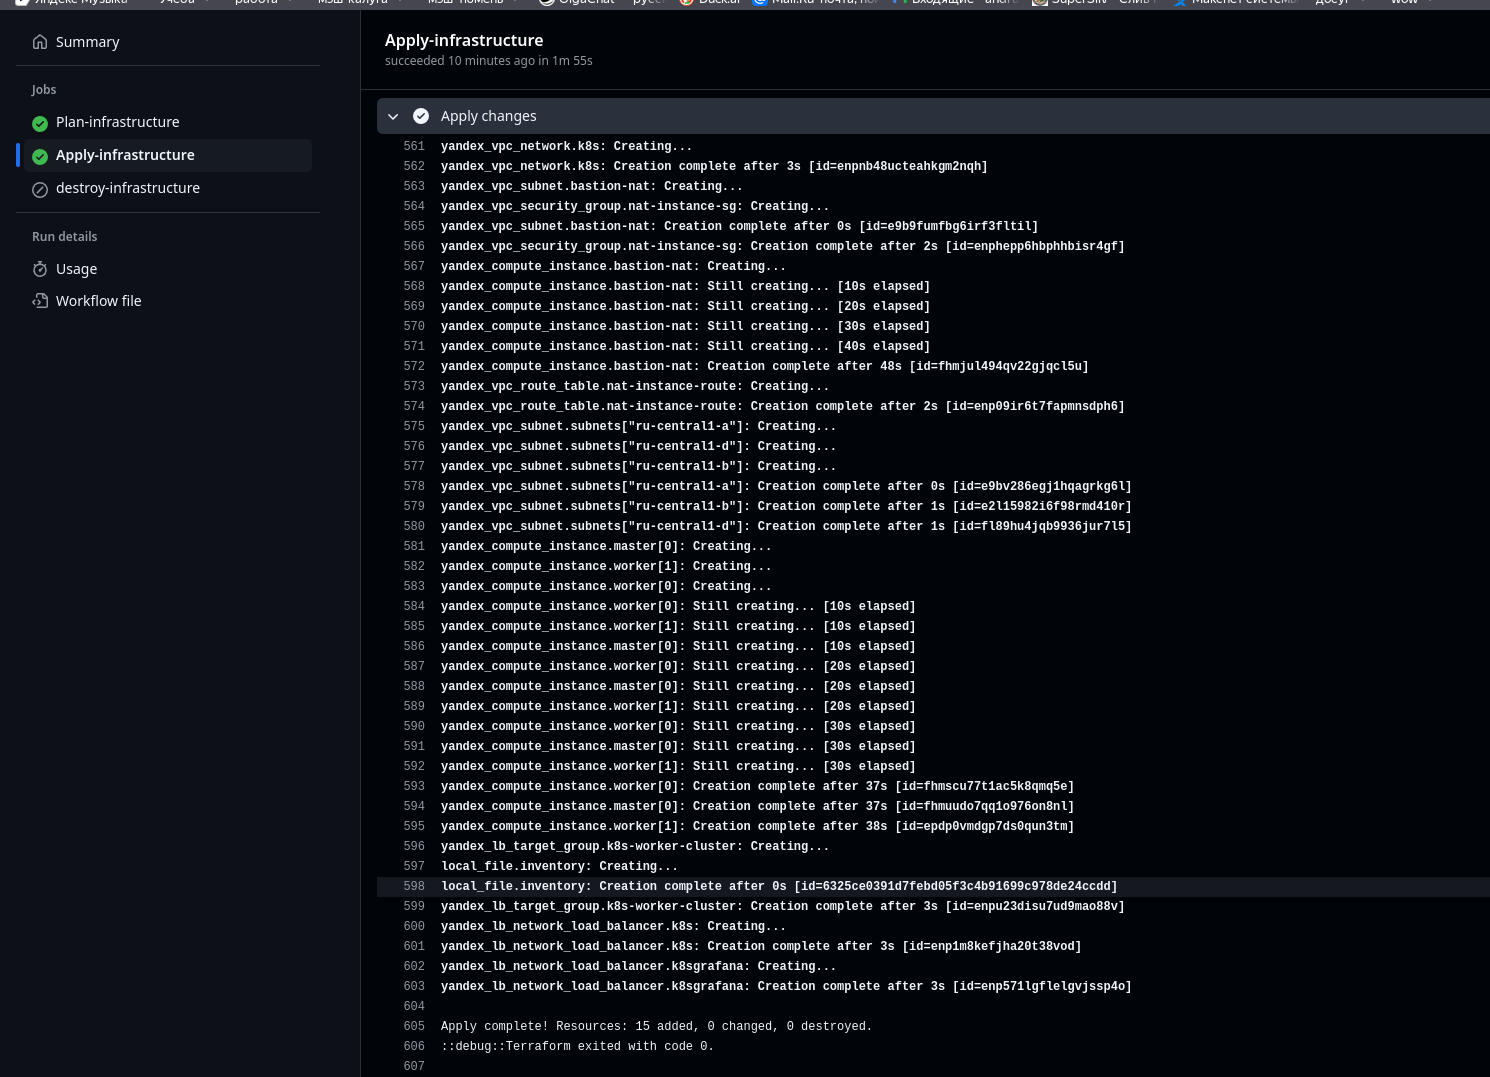 Summary
Jobs
Plan-infrastructure
Apply-infrastructure
destroy-infrastructure
Run details
Usage
Workflow file
Apply-infrastructure
succeeded 10 minutes ago in 1m 55s
Apply changes
561 yandex_vpc_network.k8s: Creating...
562 yandex_vpc_network.k8s: Creation complete after 3s [id=enpnb48ucteahkgm2nqh]
563 yandex_vpc_subnet.bastion-nat: Creating...
564 yandex_vpc_security_group.nat-instance-sg: Creating...
565 yandex_vpc_subnet.bastion-nat: Creation complete after 0s [id=e9b9fumfbg6irf3fltil]
566 yandex_vpc_security_group.nat-instance-sg: Creation complete after 2s [id=enphepp6hbphhbisr4gf]
567 yandex_compute_instance.bastion-nat: Creating...
568 yandex_compute_instance.bastion-nat: Still creating... [10s elapsed]
569 yandex_compute_instance.bastion-nat: Still creating... [20s elapsed]
570 yandex_compute_instance.bastion-nat: Still creating... [30s elapsed]
571 yandex_compute_instance.bastion-nat: Still creating... [40s elapsed]
572 yandex_compute_instance.bastion-nat: Creation complete after 48s [id=fhmjul494qv22gjqcl5u]
573 yandex_vpc_route_table.nat-instance-route: Creating...
574 yandex_vpc_route_table.nat-instance-route: Creation complete after 2s [id=enp09ir6t7fapmnsdph6]
575 yandex_vpc_subnet.subnets["ru-central1-a"]: Creating...
576 yandex_vpc_subnet.subnets["ru-central1-d"]: Creating...
577 yandex_vpc_subnet.subnets["ru-central1-b"]: Creating...
578 yandex_vpc_subnet.subnets["ru-central1-a"]: Creation complete after 0s [id=e9bv286egj1hqagrkg6l]
579 yandex_vpc_subnet.subnets["ru-central1-b"]: Creation complete after 1s [id=e2l15982i6f98rmd410r]
580 yandex_vpc_subnet.subnets["ru-central1-d"]: Creation complete after 1s [id=fl89hu4jqb9936jur7l5]
581 yandex_compute_instance.master[0]: Creating...
582 yandex_compute_instance.worker[1]: Creating...
583 yandex_compute_instance.worker[0]: Creating...
584 yandex_compute_instance.worker[0]: Still creating... [10s elapsed]
585 yandex_compute_instance.worker[1]: Still creating... [10s elapsed]
586 yandex_compute_instance.master[0]: Still creating... [10s elapsed]
587 yandex_compute_instance.worker[0]: Still creating... [20s elapsed]
588 yandex_compute_instance.master[0]: Still creating... [20s elapsed]
589 yandex_compute_instance.worker[1]: Still creating... [20s elapsed]
590 yandex_compute_instance.worker[0]: Still creating... [30s elapsed]
591 yandex_compute_instance.master[0]: Still creating... [30s elapsed]
592 yandex_compute_instance.worker[1]: Still creating... [30s elapsed]
593 yandex_compute_instance.worker[0]: Creation complete after 37s [id=fhmscu77t1ac5k8qmq5e]
594 yandex_compute_instance.master[0]: Creation complete after 37s [id=fhmuudo7qq1o976on8nl]
595 yandex_compute_instance.worker[1]: Creation complete after 38s [id=epdp0vmdgp7ds0qun3tm]
596 yandex_lb_target_group.k8s-worker-cluster: Creating...
597 local_file.inventory: Creating...
598 local_file.inventory: Creation complete after 0s [id=6325ce0391d7febd05f3c4b91699c978de24ccdd]
599 yandex_lb_target_group.k8s-worker-cluster: Creation complete after 3s [id=enpu23disu7ud9mao88v]
600 yandex_lb_network_load_balancer.k8s: Creating...
601 yandex_lb_network_load_balancer.k8s: Creation complete after 3s [id=enp1m8kefjha20t38vod]
602 yandex_lb_network_load_balancer.k8sgrafana: Creating...
603 yandex_lb_network_load_balancer.k8sgrafana: Creation complete after 3s [id=enp571lgflelgvjssp4o]
604
605 Apply complete! Resources: 15 added, 0 changed, 0 destroyed.
606 ::debug::Terraform exited with code 0.
607